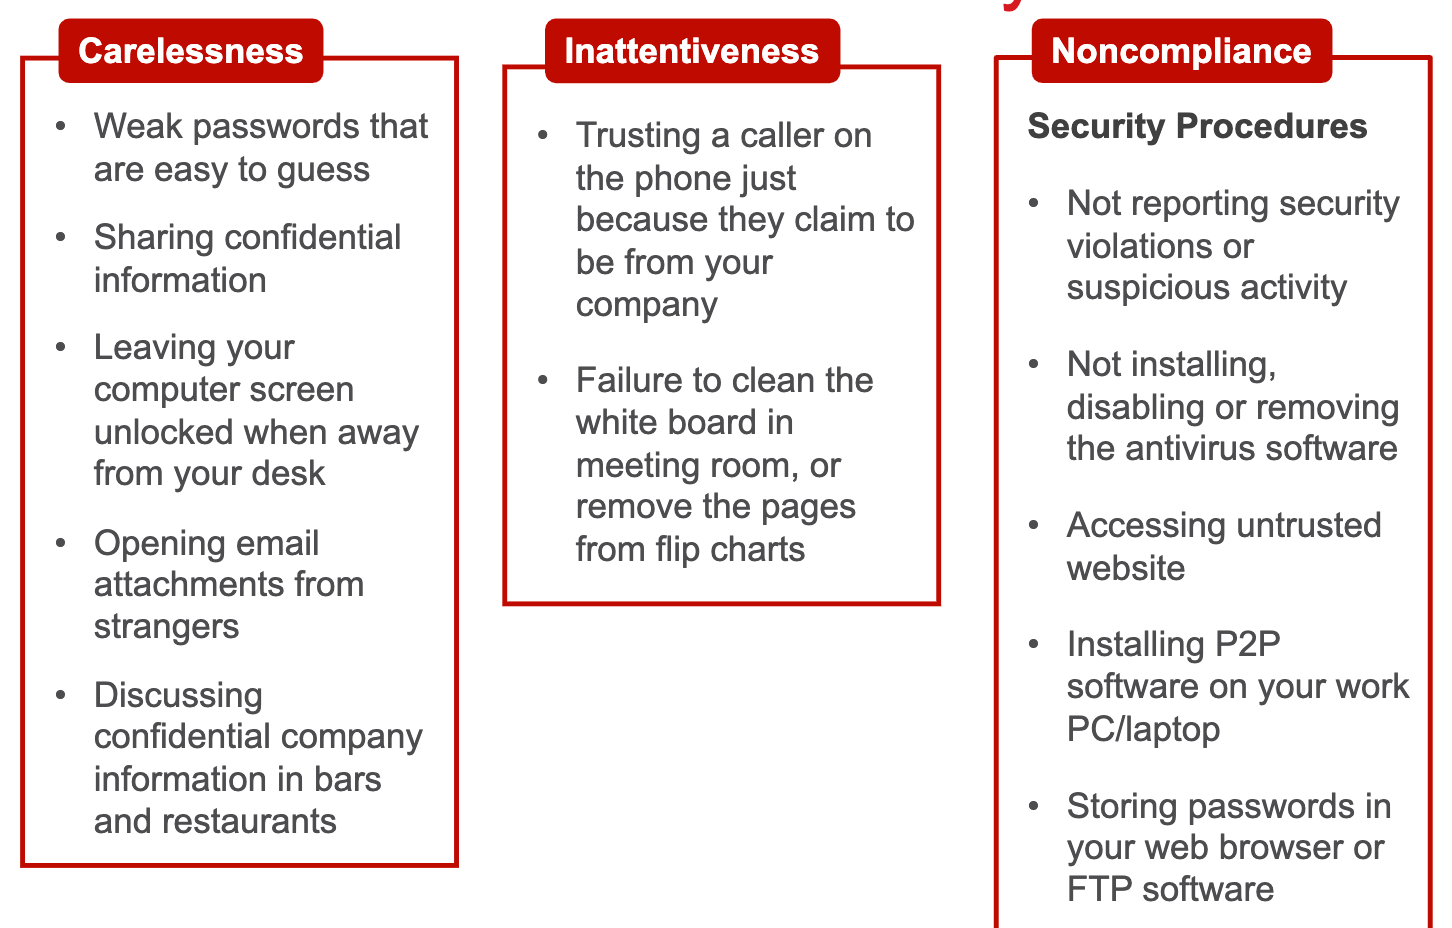 Carelessness
• Weak passwords that
are easy to guess
• Sharing confidential
information
• Leaving your
computer screen
unlocked when away
from your desk
• Opening email
attachments from
strangers
• Discussing
confidential company
information in bars
and restaurants
Inattentiveness
• Trusting a caller on
the phone just
because they claim to
be from your
company
• Failure to clean the
white board in
meeting room, or
remove the pages
from flip charts
Noncompliance
Security Procedures
• Not reporting security
violations or
suspicious activity
• Not installing,
disabling or removing
the antivirus software
• Accessing untrusted
website
• Installing P2P
software on your work
PC/laptop
• Storing passwords in
your web browser or
FTP software